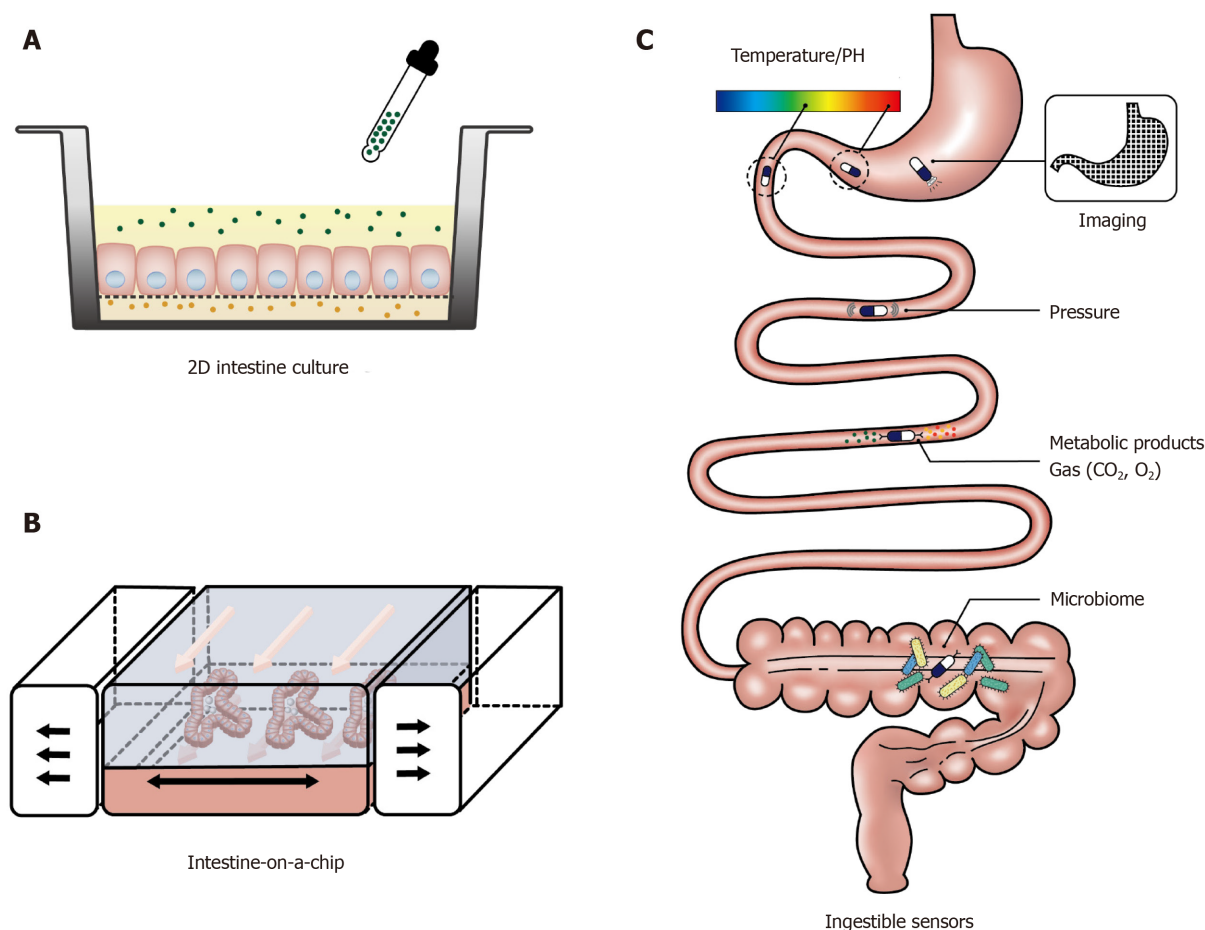 A
2D intestine culture
B
Intestine-on-a-chip
C
Temperature/PH
Imaging
Pressure
Metabolic products
Gas (CO₂, O₂)
Microbiome
Ingestible sensors